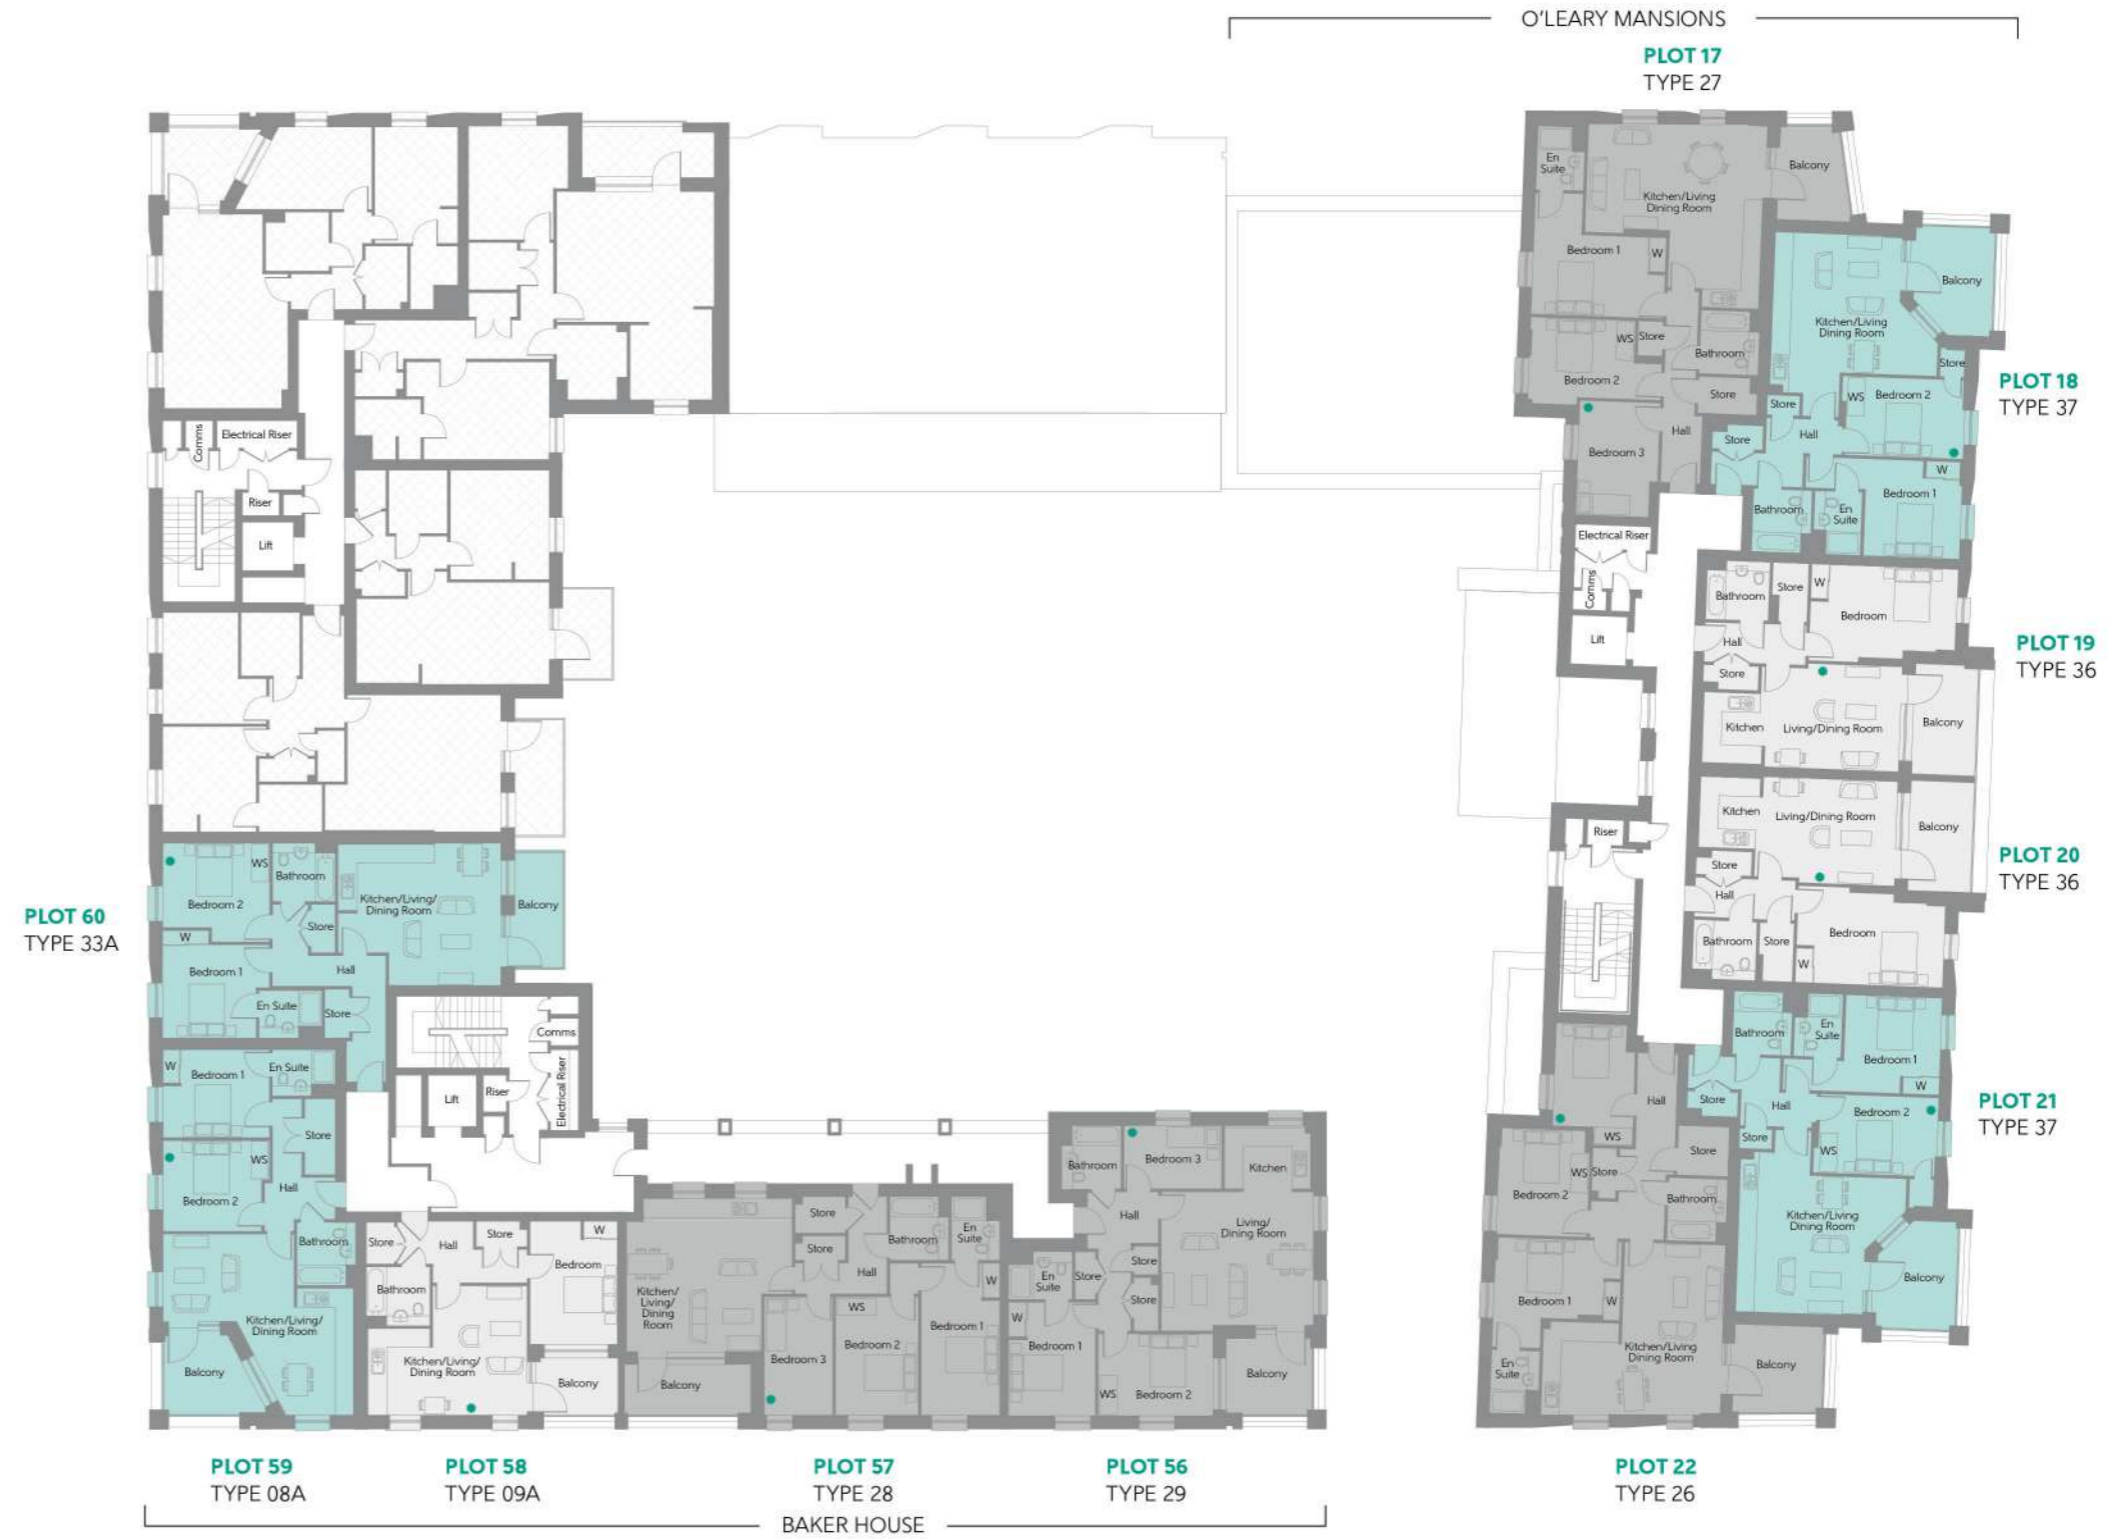 O'LEARY MANSIONS
PLOT 17
TYPE 27
En
Suite
Balcony
Kitchen/Living
Dining Room
Bedroom 1
W
WS
Store
Bathroom
Bedroom 2
Store
Hall
Bedroom 3
Balcony
Kitchen/Living
Dining Room
Store
WS
Bedroom 2
Store
Hall
Store
W
Bedroom 1
Bathroom
En
Suite
PLOT 18
TYPE 37
Comms
Electrical Riser
Riser
Lift
Electrical Riser
Comms
Lift
Bathroom
Store
W
Bedroom
Hall
Store
Kitchen
Living/Dining Room
Balcony
PLOT 19
TYPE 36
Kitchen
Living/Dining Room
Balcony
Store
Hall
Bathroom
Store
Bedroom
W
PLOT 20
TYPE 36
Riser
PLOT 60
TYPE 33A
WS
Bathroom
Bedroom 2
Kitchen/Living/
Dining Room
Balcony
Store
W
Bedroom 1
Hall
En Suite
Store
Comms
Electrical Riser
Riser
Lift
Bathroom
En
Suite
Bedroom 1
W
Store
Hall
Bedroom 2
Store
WS
Kitchen/Living
Dining Room
Balcony
PLOT 21
TYPE 37
W
Bedroom 1
En Suite
Store
WS
Bedroom 2
Hall
Bathroom
Kitchen/Living/
Dining Room
Balcony
Store
Hall
Store
W
Bedroom
Bathroom
Kitchen/Living/
Dining Room
Balcony
Kitchen/
Living/
Dining
Room
Balcony
Store
Store
Hall
Bathroom
En
Suite
W
WS
Bedroom 1
Bedroom 2
Bedroom 3
Bathroom
Bedroom 3
Kitchen
Hall
Living/
Dining Room
Store
En
Suite
Store
Store
W
Bedroom 1
WS
Bedroom 2
Balcony
Hall
WS
Store
Bedroom 2
WS
Store
Bathroom
Bedroom 1
W
Kitchen/Living
Dining Room
En
Suite
Balcony
PLOT 59
TYPE 08A
PLOT 58
TYPE 09A
PLOT 57
TYPE 28
PLOT 56
TYPE 29
PLOT 22
TYPE 26
BAKER HOUSE